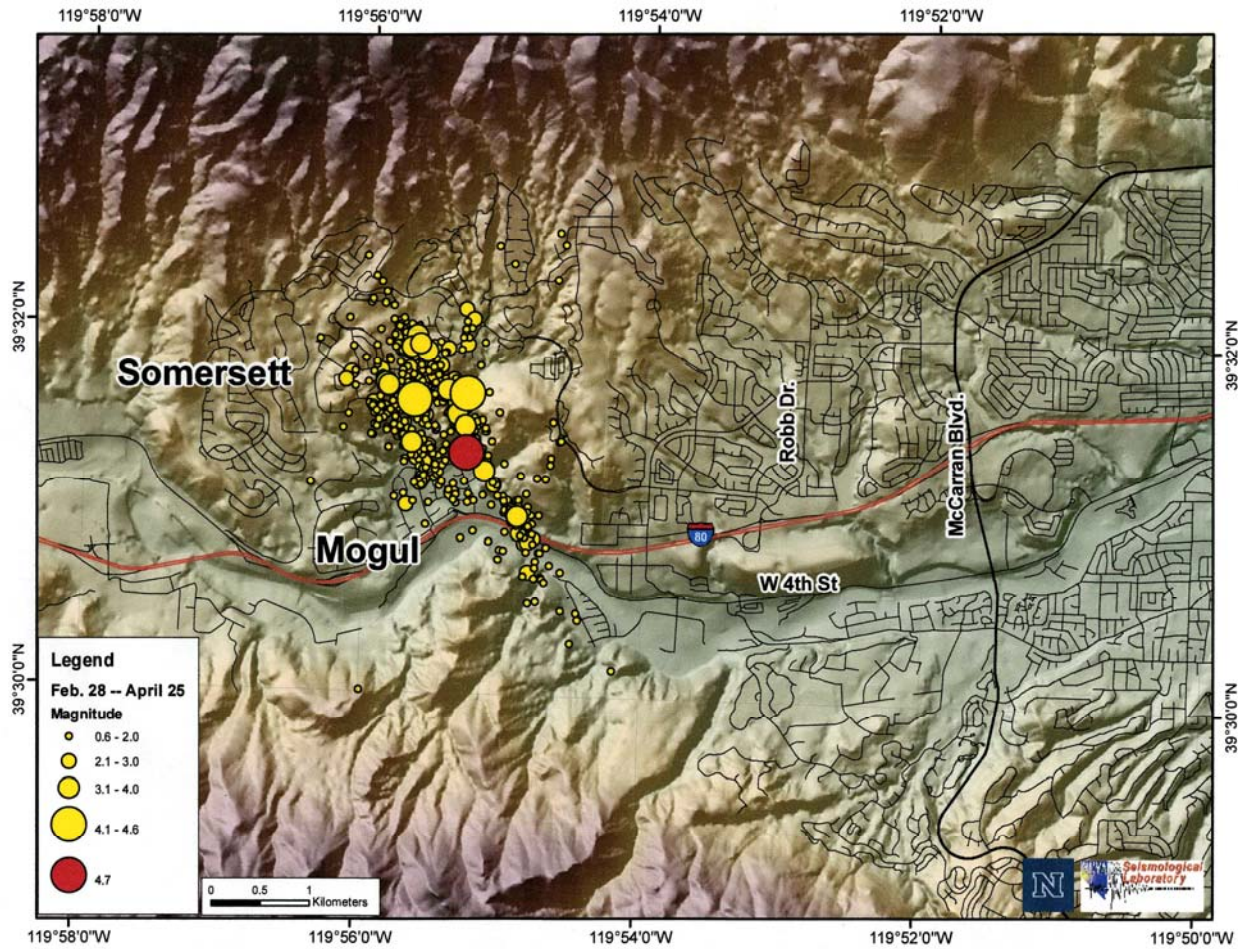 119°58'0"W 119°56'0"W 119°54'0"W 119°52'0"W
39°32'0"N
39°32'0"N
Somersett
Robb Dr.
McCarran Blvd.
Mogul
80
W 4th St
39°30'0"N
39°30'0"N
Legend
Feb. 28 -- April 25
Magnitude
0.6 - 2.0
2.1 - 3.0
3.1 - 4.0
4.1 - 4.6
4.7
0 0.5 1
Kilometers
N
Seismological
Laboratory
119°58'0"W 119°56'0"W 119°54'0"W 119°52'0"W 119°50'0"W